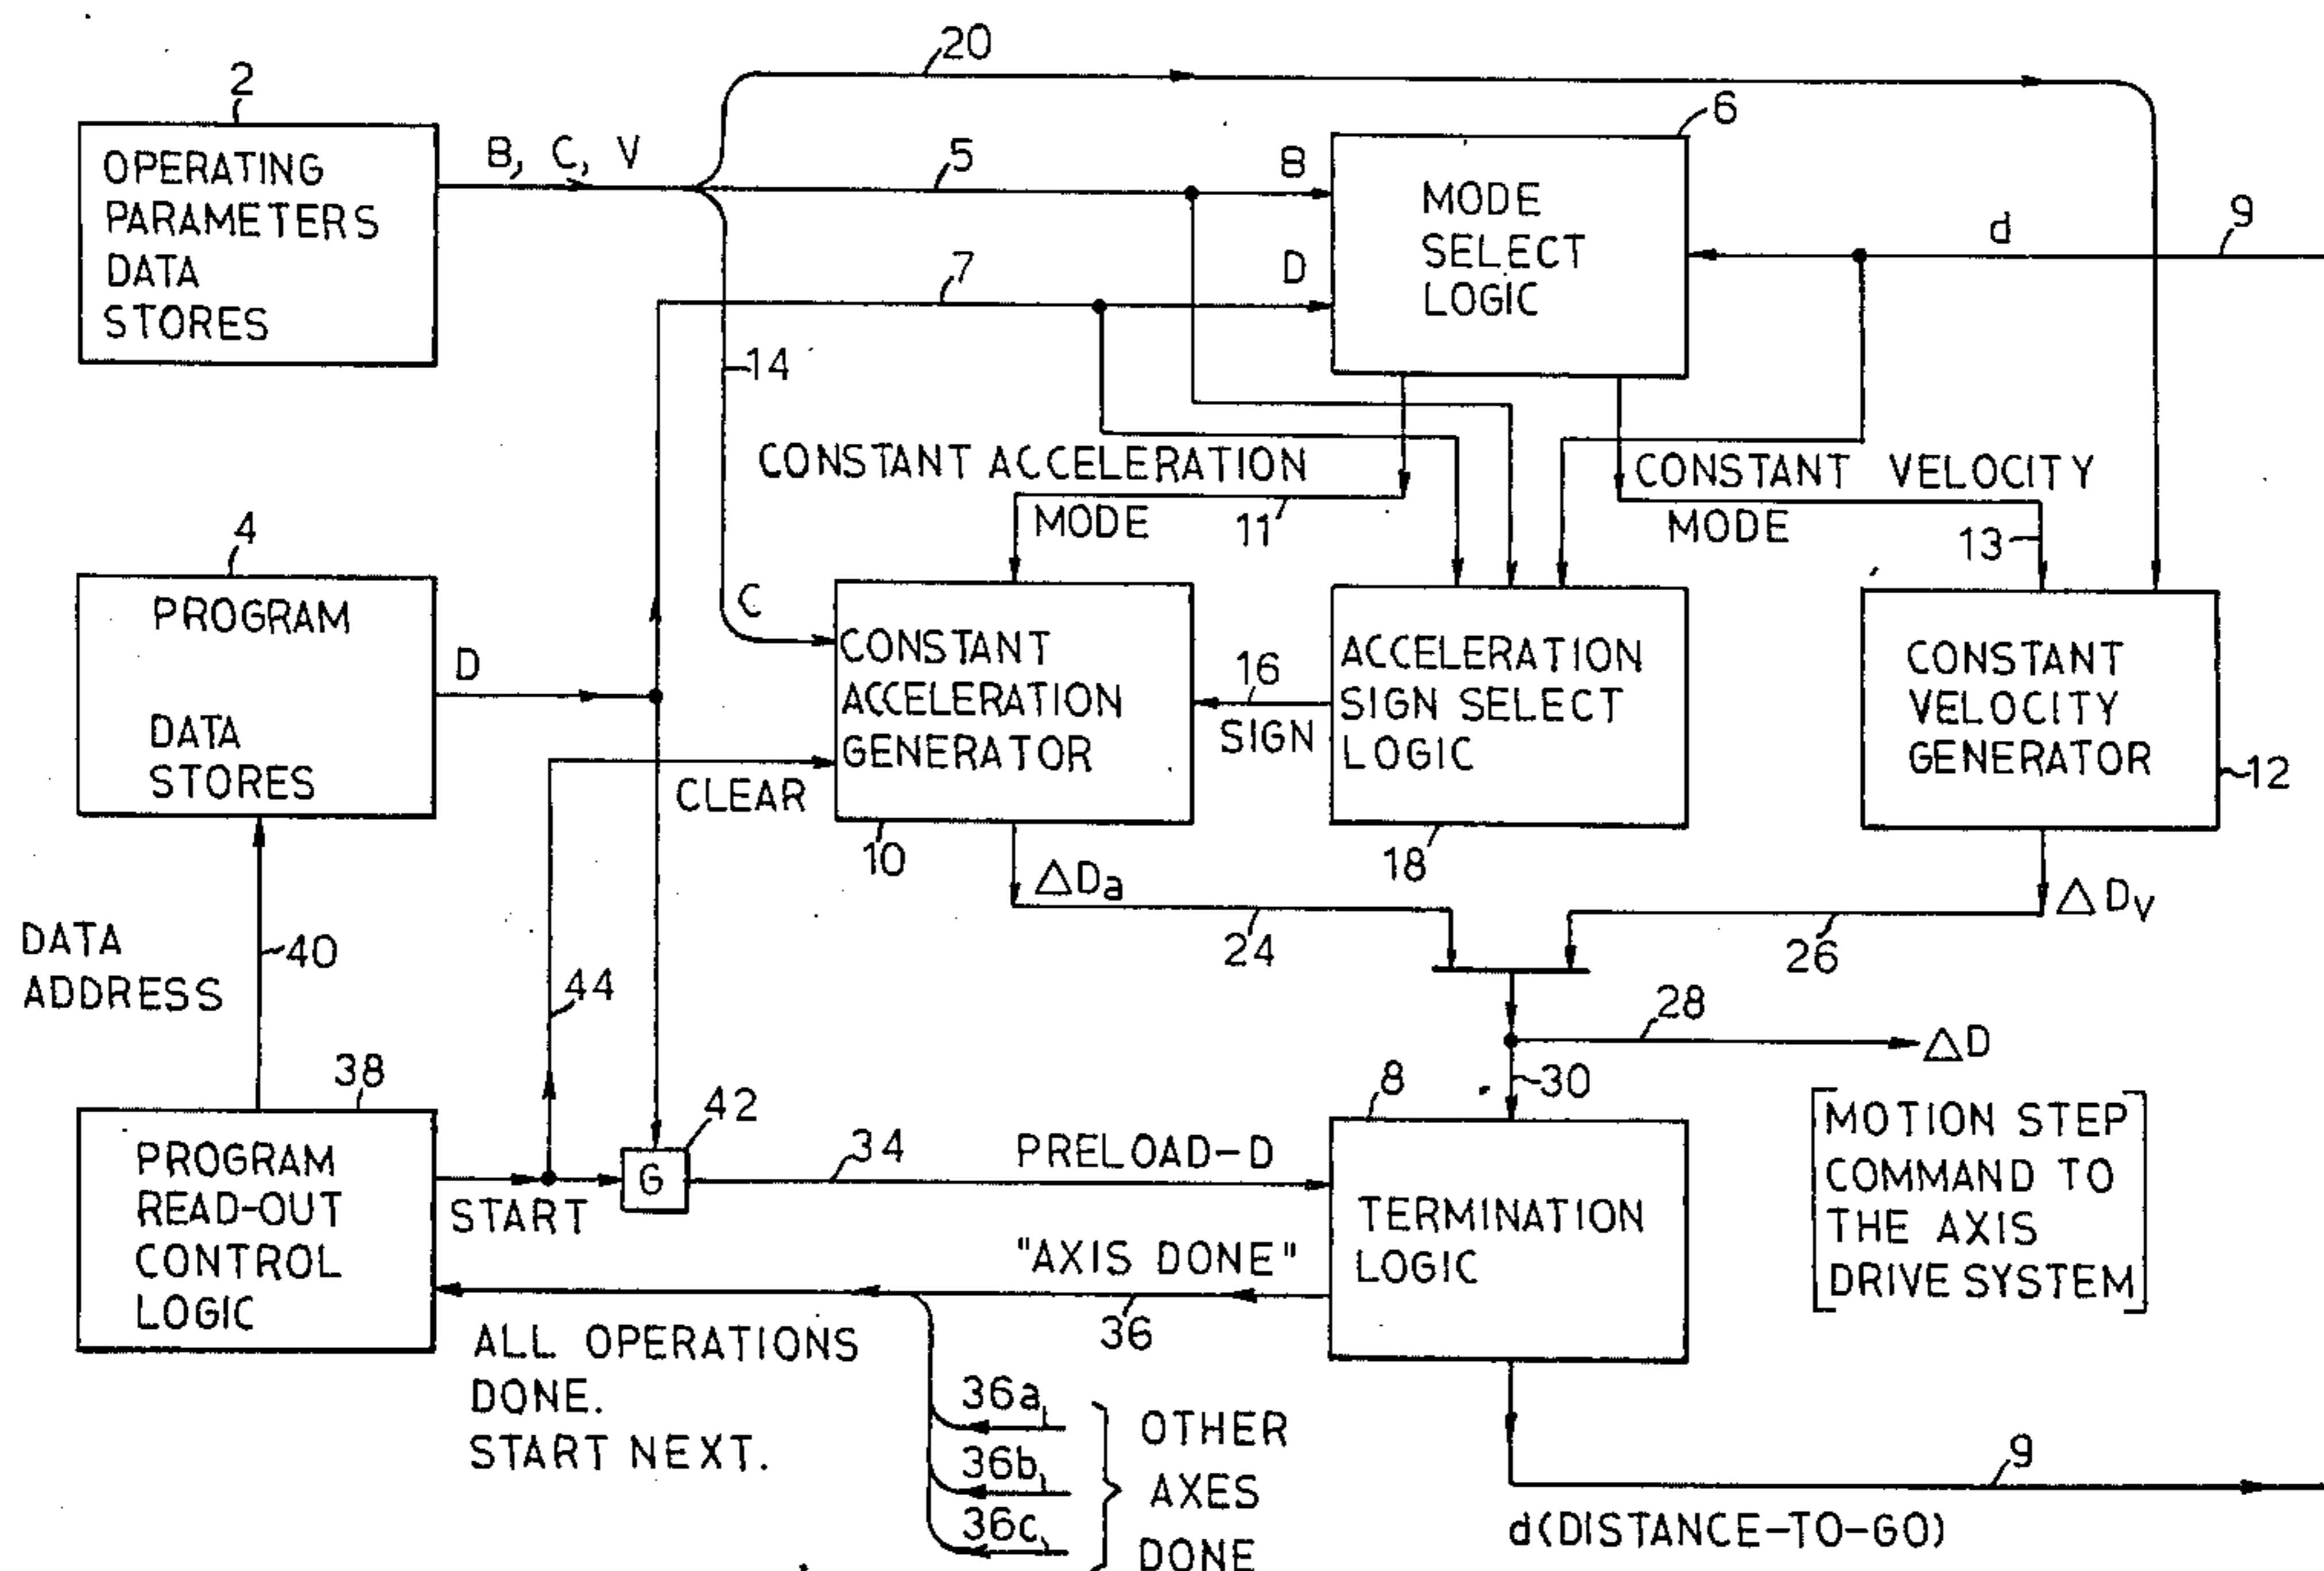 20
2
6
OPERATING
PARAMETERS
DATA
STORES
B, C, V
5
B
MODE
SELECT
LOGIC
d
9
7
D
14
CONSTANT ACCELERATION
MODE
11
CONSTANT VELOCITY
MODE
13
4
PROGRAM
DATA
STORES
D
C
CONSTANT
ACCELERATION
GENERATOR
16
SIGN
ACCELERATION
SIGN SELECT
LOGIC
CONSTANT
VELOCITY
GENERATOR
12
CLEAR
10
18
ΔDa
ΔDv
24
26
DATA
ADDRESS
40
44
28
ΔD
38
42
8
30
PROGRAM
READ-OUT
CONTROL
LOGIC
START
G
34
PRELOAD-D
TERMINATION
LOGIC
MOTION STEP
COMMAND TO
THE AXIS
DRIVE SYSTEM
"AXIS DONE"
36
ALL OPERATIONS
DONE.
START NEXT.
36a
36b
36c
OTHER
AXES
DONE
9
d(DISTANCE-TO-GO)